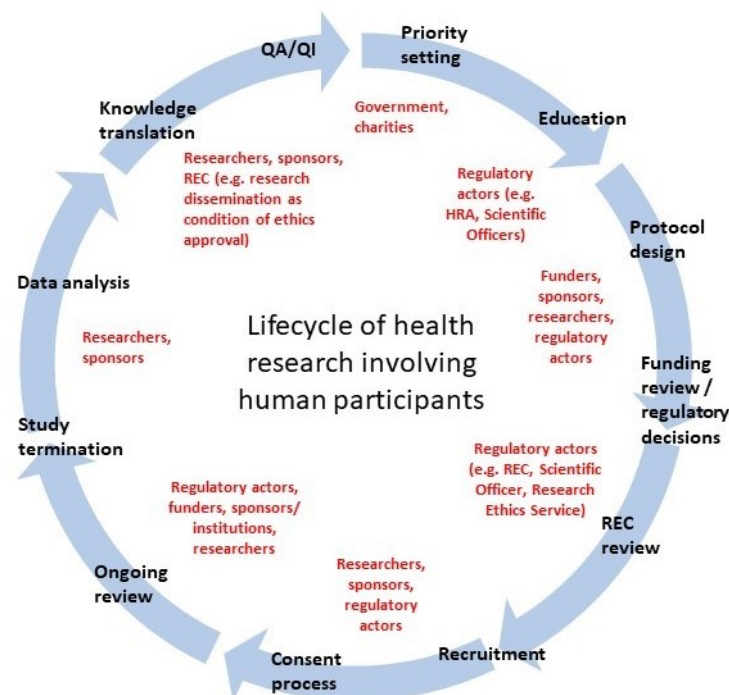 QA/QI
Priority
setting
Education
Protocol
design
Funding
review /
regulatory
decisions
REC
review
Recruitment
Consent
process
Ongoing
review
Study
termination
Data analysis
Knowledge
translation
Government,
charities
Regulatory
actors (e.g.
HRA, Scientific
Officers)
Funders,
sponsors,
researchers,
regulatory
actors
Regulatory actors
(e.g. REC, Scientific
Officer, Research
Ethics Service)
Researchers,
sponsors,
regulatory
actors
Regulatory actors,
funders, sponsors/
institutions,
researchers
Researchers,
sponsors
Researchers, sponsors,
REC (e.g. research
dissemination as
condition of ethics
approval)
Lifecycle of health
research involving
human participants